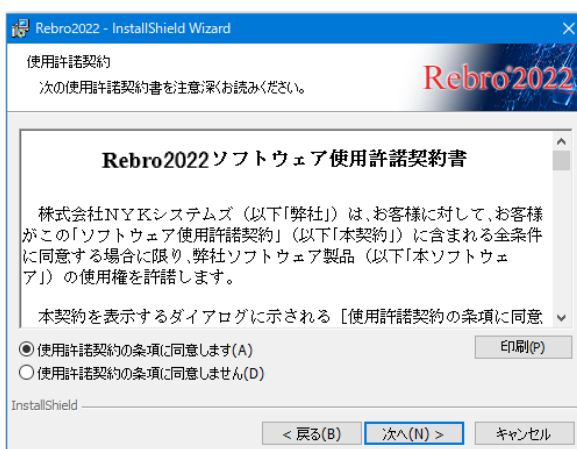 Rebro2022 - InstallShield Wizard
使用許諾契約
次の使用許諾契約書を注意深くお読みください。
Rebro2022
Rebro2022ソフトウェア使用許諾契約書
株式会社NYKシステムズ（以下「弊社」）は、お客様に対して、お客様
がこの「ソフトウェア使用許諾契約」（以下「本契約」）に含まれる全条件
に同意する場合に限り、弊社ソフトウェア製品（以下「本ソフトウェ
ア」）の使用権を許諾します。
本契約を表示するダイアログに示される［使用許諾契約の条項に同意
使用許諾契約の条項に同意します(A)
印刷(P)
使用許諾契約の条項に同意しません(D)
InstallShield
< 戻る(B)
次へ(N) >
キャンセル